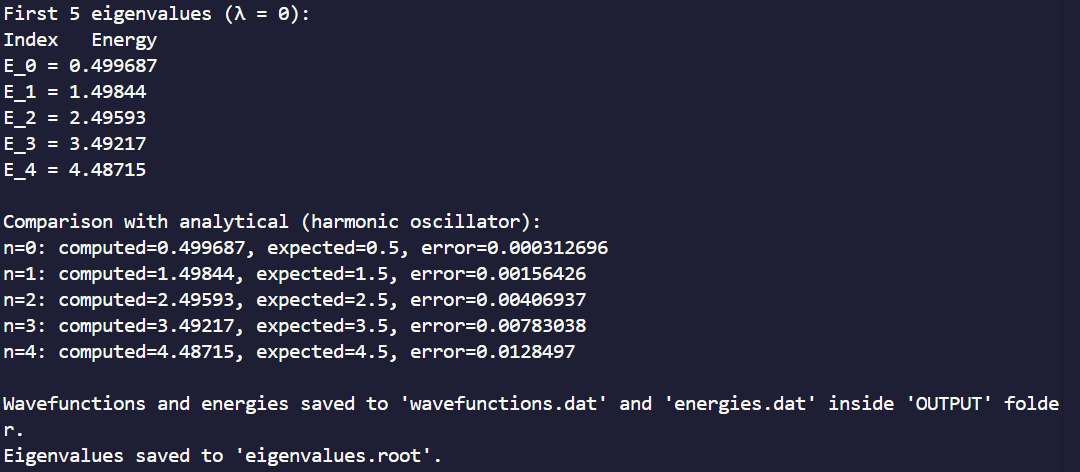 First 5 eigenvalues (λ = 0):
Index   Energy
E_0 = 0.499687
E_1 = 1.49844
E_2 = 2.49593
E_3 = 3.49217
E_4 = 4.48715

Comparison with analytical (harmonic oscillator):
n=0: computed=0.499687, expected=0.5, error=0.000312696
n=1: computed=1.49844, expected=1.5, error=0.00156426
n=2: computed=2.49593, expected=2.5, error=0.00406937
n=3: computed=3.49217, expected=3.5, error=0.00783038
n=4: computed=4.48715, expected=4.5, error=0.0128497

Wavefunctions and energies saved to 'wavefunctions.dat' and 'energies.dat' inside 'OUTPUT' folde
r.
Eigenvalues saved to 'eigenvalues.root'.